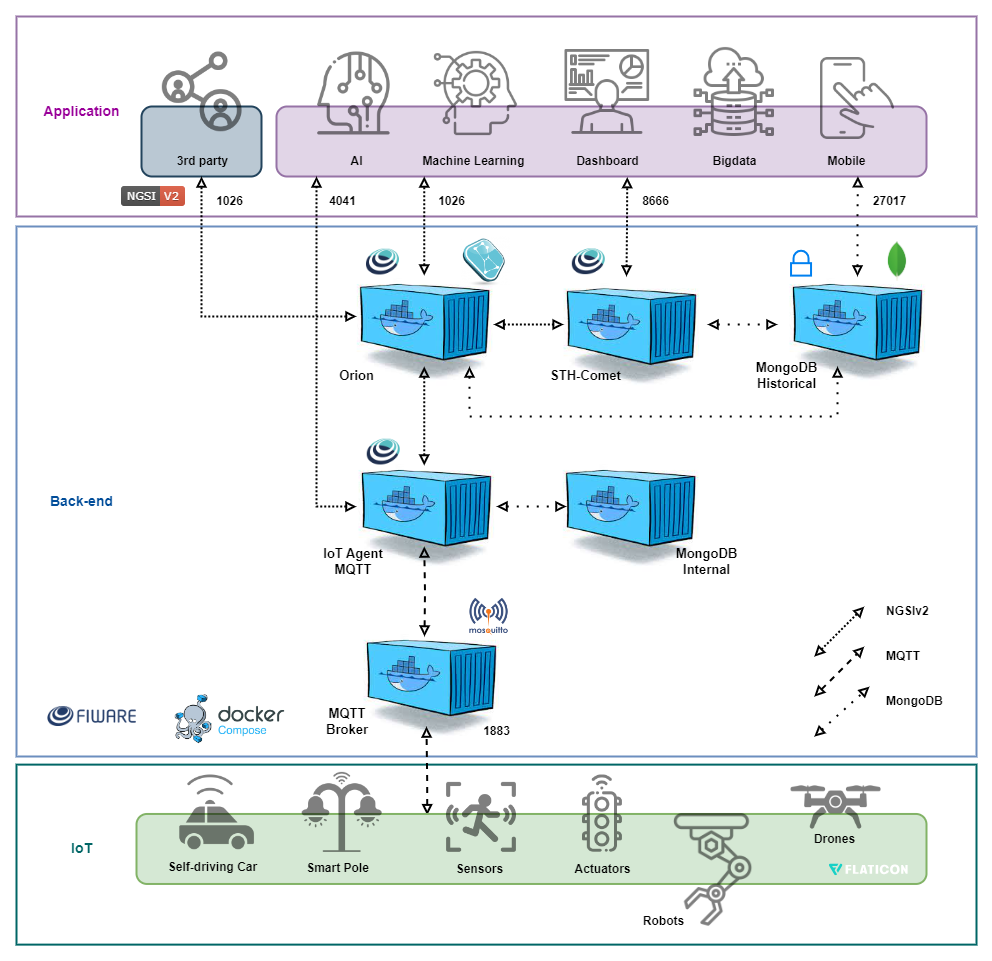 Application
3rd party
AI
Machine Learning
Dashboard
Bigdata
Mobile
NGSI V2
1026
4041
1026
8666
27017
Orion
STH-Comet
MongoDB
Historical
Back-end
IoT Agent
MQTT
MongoDB
Internal
mosquitto
NGSIv2
MQTT
MongoDB
FIWARE
docker
Compose
MQTT
Broker
1883
IoT
Self-driving Car
Smart Pole
Sensors
Actuators
Robots
Drones
FLATICON